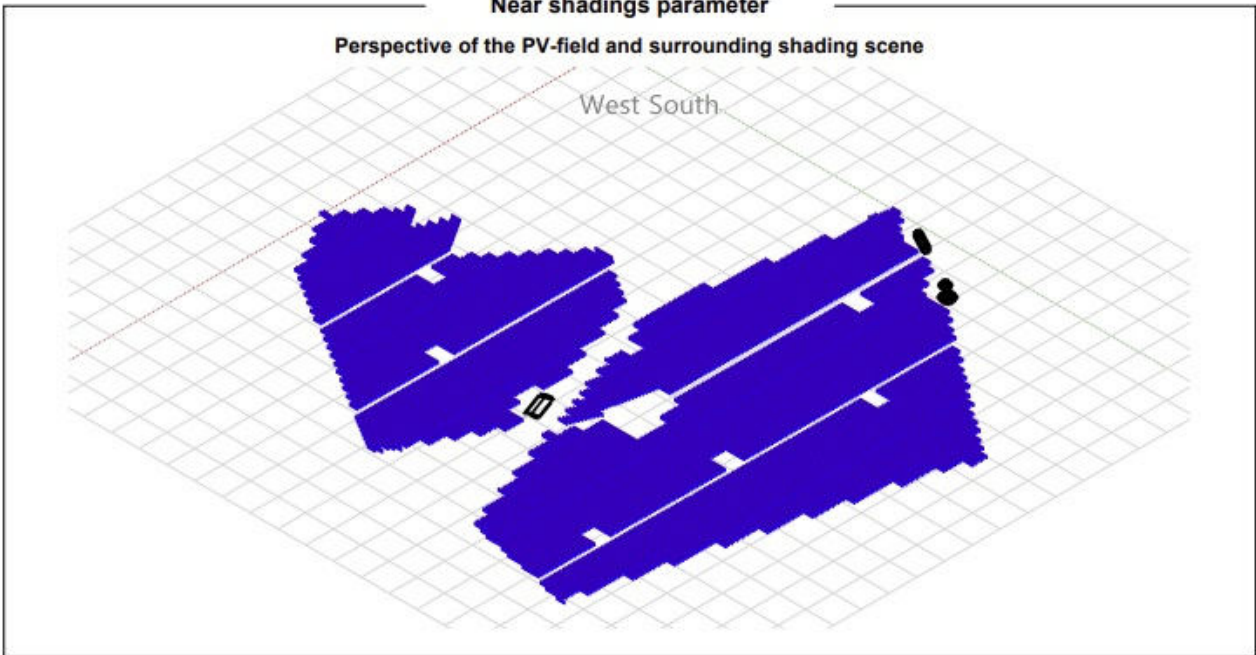 Near shadings parameter
Perspective of the PV-field and surrounding shading scene
West South